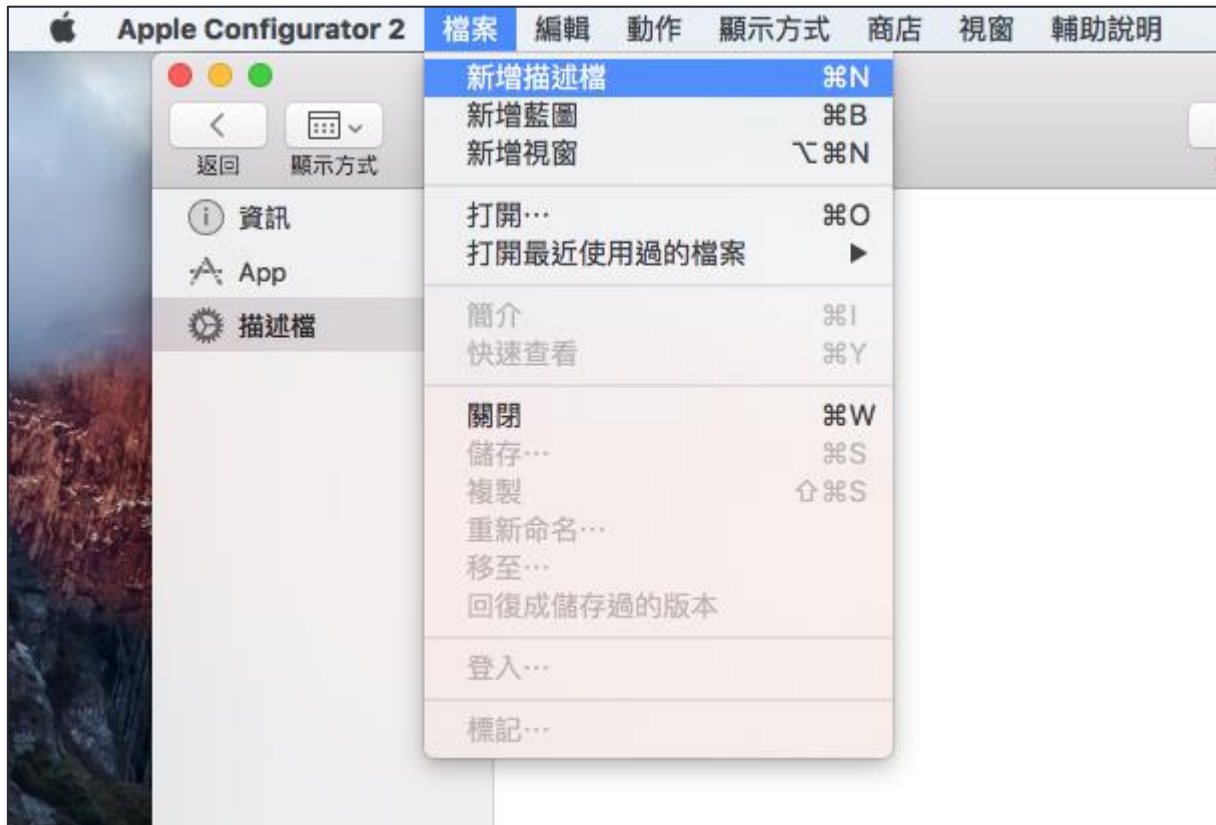 Apple Configurator 2 檔案 編輯 動作 顯示方式 商店 視窗 輔助說明
返回 顯示方式
資訊
App
描述檔
新增描述檔 ⌘N
新增藍圖 ⌘B
新增視窗 ⌥⌘N
打開… ⌘O
打開最近使用過的檔案 ▶
簡介 ⌘I
快速查看 ⌘Y
關閉 ⌘W
儲存… ⌘S
複製 ⇧⌘S
重新命名…
移至…
回復成儲存過的版本
登入…
標記…